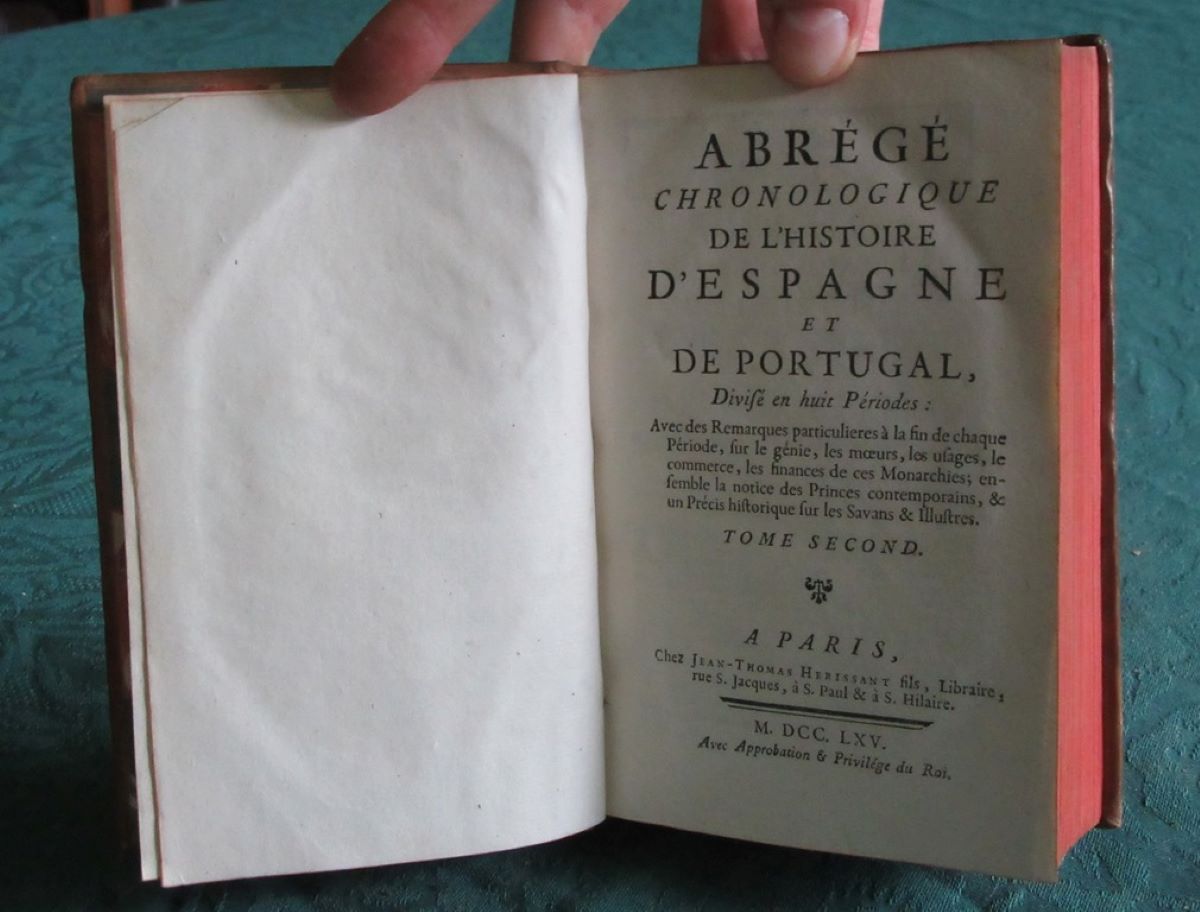 ABRÉGÉ
CHRONOLOGIQUE
DE L'HISTOIRE
D'ESPAGNE
ET
DE PORTUGAL,
Diviſé en huit Périodes :
Avec des Remarques particulieres à la fin de chaque
Période, ſur le génie, les mœurs, les uſages, le
commerce, les finances de ces Monarchies; en-
ſemble la notice des Princes contemporains, &
un Précis hiſtorique ſur les Savans & Illuſtres.
TOME SECOND.
A PARIS,
Chez JEAN-THOMAS HERISSANT fils, Libraire,
rue S. Jacques, à S. Paul & à S. Hilaire.
M. DCC. LXV.
Avec Approbation & Privilége du Roi.